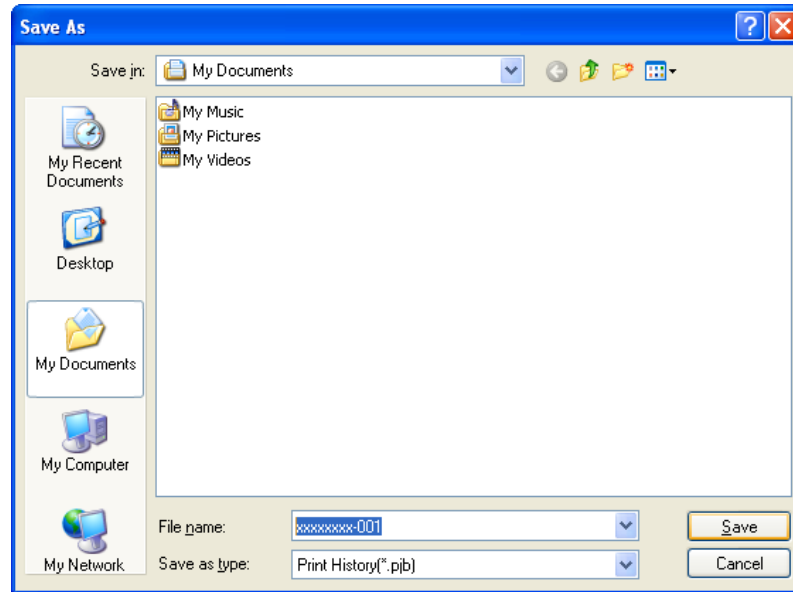 Save As
Save in: My Documents
My Music
My Pictures
My Videos
My Recent
Documents
Desktop
My Documents
My Computer
My Network
File name: xxxxxxxx-001
Save
Save as type: Print History(*.pjb)
Cancel